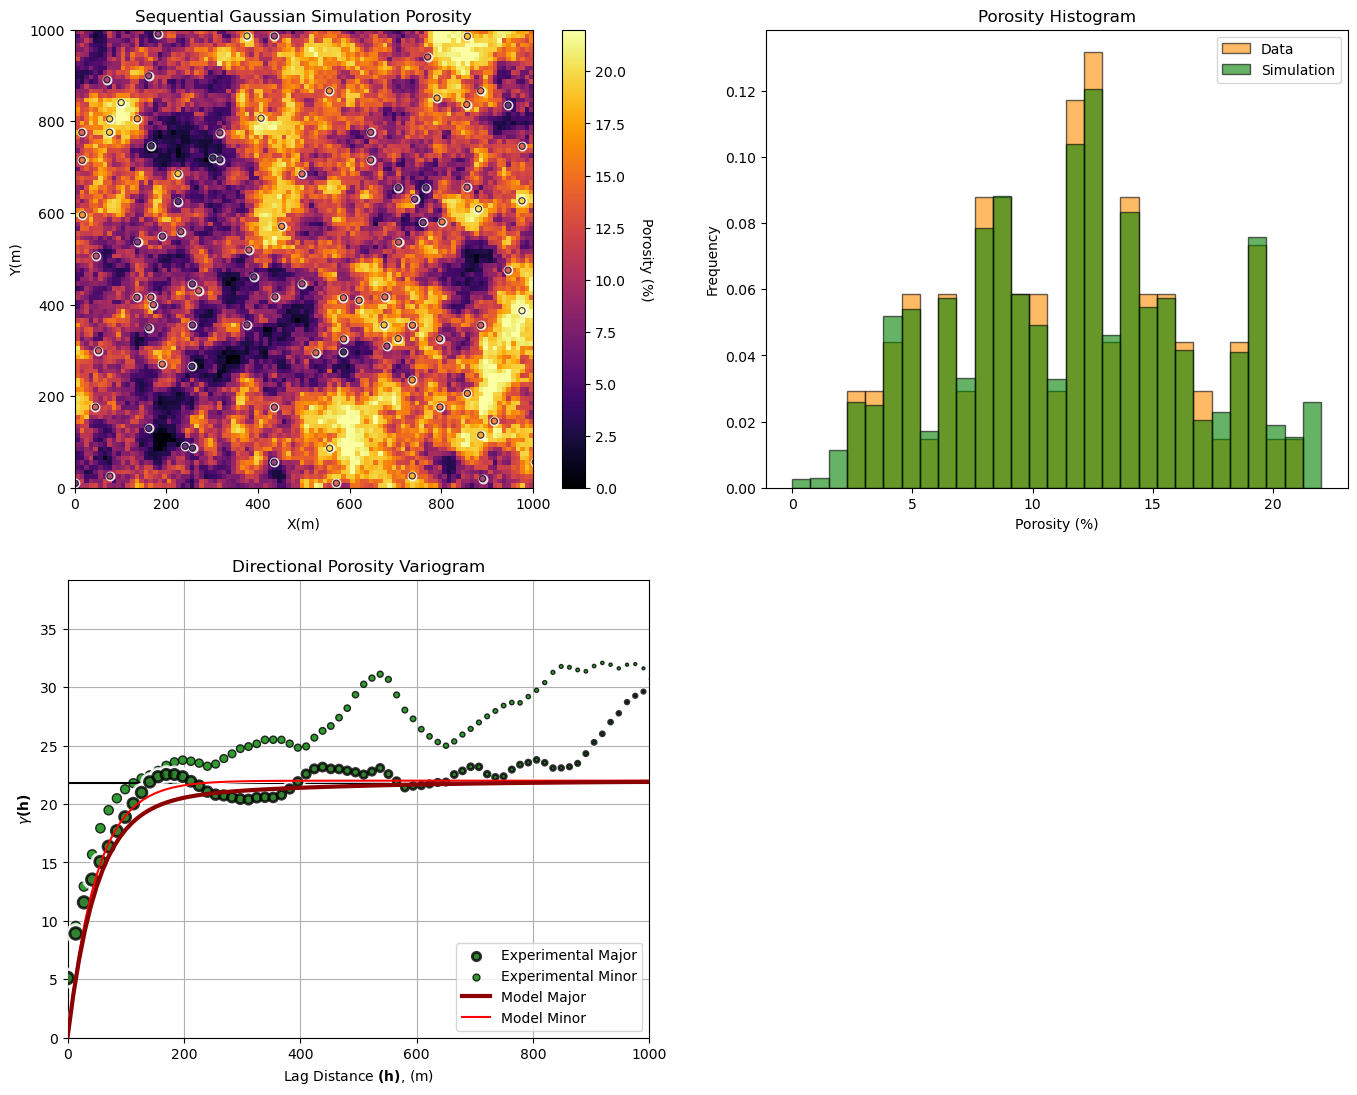 Sequential Gaussian Simulation Porosity
1000
800
600
400
200
0
Y(m)
0 200 400 600 800 1000
X(m)
20.0
17.5
15.0
12.5
10.0
7.5
5.0
2.5
0.0
Porosity (%)
Porosity Histogram
Data
Simulation
0.12
0.10
0.08
0.06
0.04
0.02
0.00
Frequency
0 5 10 15 20
Porosity (%)
Directional Porosity Variogram
35
30
25
20
15
10
5
0
γ(h)
Experimental Major
Experimental Minor
Model Major
Model Minor
0 200 400 600 800 1000
Lag Distance (h), (m)